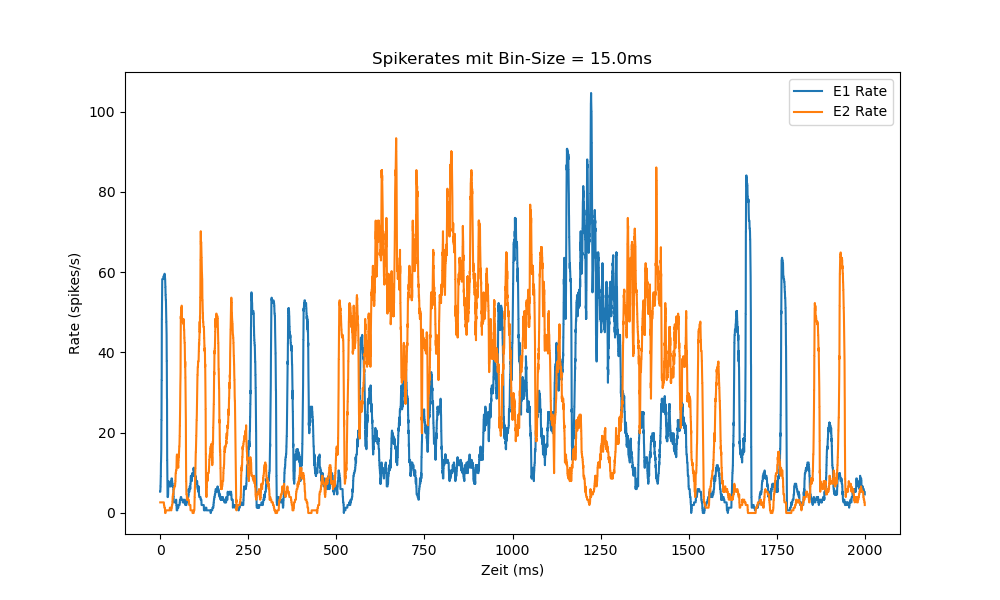 Spikerates mit Bin-Size = 15.0ms
E1 Rate
E2 Rate
Rate (spikes/s)
100
80
60
40
20
0
0 250 500 750 1000 1250 1500 1750 2000
Zeit (ms)